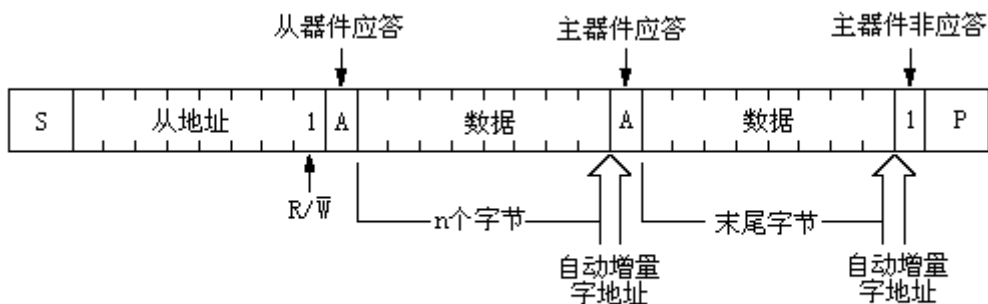 从器件应答 主器件应答 主器件非应答
S 从地址 1 A 数据 A 数据 1 P
R/W̅
n个字节 末尾字节
自动增量 自动增量
字地址 字地址